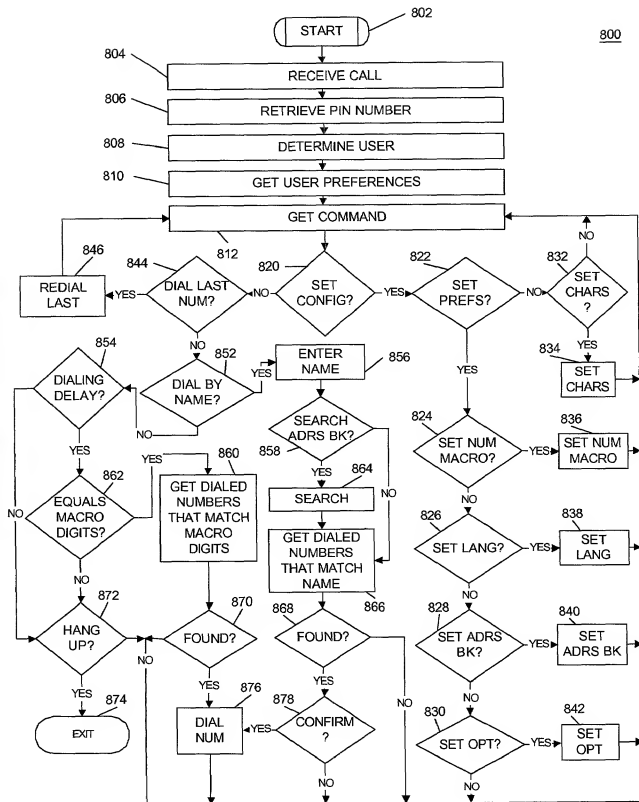 START
802
800
804
RECEIVE CALL
806
RETRIEVE PIN NUMBER
808
DETERMINE USER
810
GET USER PREFERENCES
GET COMMAND
812
846
REDIAL
LAST
YES
844
DIAL LAST
NUM?
NO
820
SET
CONFIG?
YES
822
SET
PREFS?
NO
832
SET
CHARS
?
NO
YES
834
SET
CHARS
NO
YES
854
DIALING
DELAY?
NO
852
DIAL BY
NAME?
YES
ENTER
NAME
856
YES
NO
862
EQUALS
MACRO
DIGITS?
YES
860
GET DIALED
NUMBERS
THAT MATCH
MACRO
DIGITS
SEARCH
ADRS BK?
858
YES
NO
864
SEARCH
GET DIALED
NUMBERS
THAT MATCH
NAME
866
824
SET NUM
MACRO?
YES
836
SET NUM
MACRO
NO
826
SET LANG?
YES
838
SET
LANG
NO
NO
872
HANG
UP?
NO
870
FOUND?
868
FOUND?
828
SET ADRS
BK?
YES
840
SET
ADRS BK
YES
874
EXIT
YES
876
DIAL
NUM
YES
878
YES
CONFIRM
?
NO
NO
NO
830
SET OPT?
YES
842
SET
OPT
NO